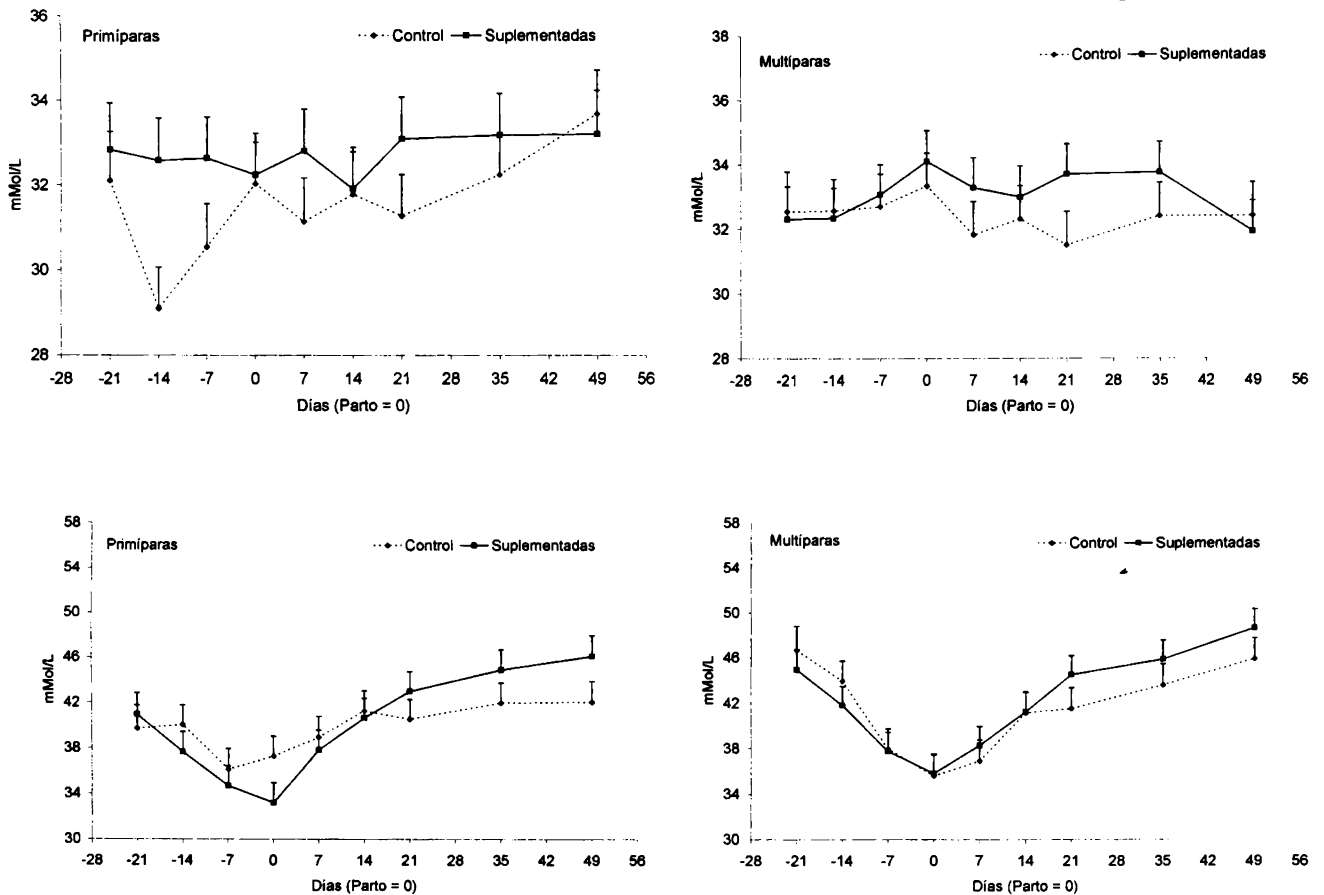 Primíparas
Control Suplementadas
mMol/L
36
34
32
30
28
-28 -21 -14 -7 0 7 14 21 28 35 42 49 56
Días (Parto = 0)
Multíparas
Control Suplementadas
mMol/L
38
36
34
32
30
28
-28 -21 -14 -7 0 7 14 21 28 35 42 49 56
Días (Parto = 0)
Primíparas
Control Suplementadas
mMol/L
58
54
50
46
42
38
34
30
-28 -21 -14 -7 0 7 14 21 28 35 42 49 56
Días (Parto = 0)
Multíparas
Control Suplementadas
mMol/L
58
54
50
46
42
38
34
30
-28 -21 -14 -7 0 7 14 21 28 35 42 49 56
Días (Parto = 0)